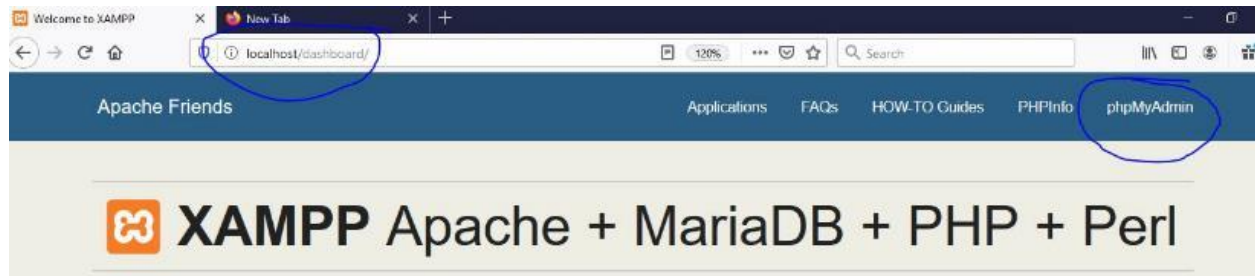 Welcome to XAMPP New Tab
localhost/dashboard/ 120% Search
Apache Friends Applications FAQs HOW-TO Guides PHPInfo phpMyAdmin
XAMPP Apache + MariaDB + PHP + Perl